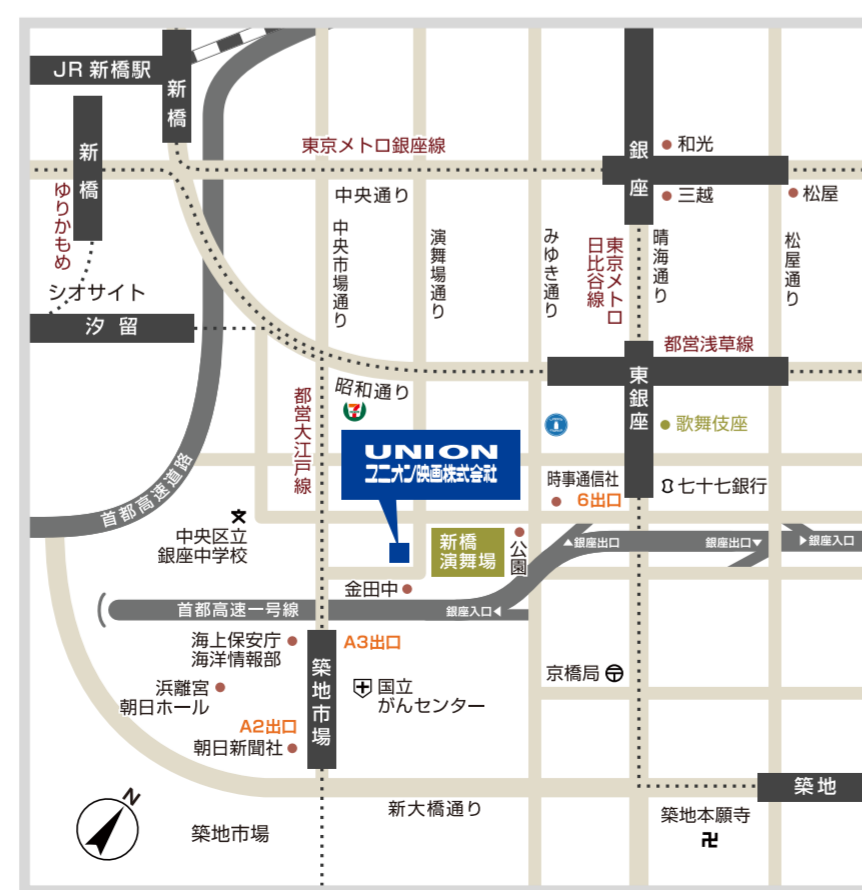 JR 新橋駅
新橋
新橋
ゆりかもめ
シオサイト
汐留
東京メトロ銀座線
中央通り
中央市場通り
演舞場通り
みゆき通り
東京メトロ
日比谷線
晴海通り
松屋通り
銀座
和光
三越
松屋
都営浅草線
東銀座
歌舞伎座
昭和通り
都営大江戸線
UNION
ユニオン映画株式会社
時事通信社
6出口
七十七銀行
首都高速道路
文
中央区立
銀座中学校
新橋
演舞場
公園
▲銀座出口
銀座出口▼
▶銀座入口
金田中
首都高速一号線
銀座入口◀
海上保安庁
海洋情報部
A3出口
築地市場
浜離宮
朝日ホール
国立
がんセンター
京橋局
〒
A2出口
朝日新聞社
新大橋通り
築地
築地本願寺
卍
N
築地市場